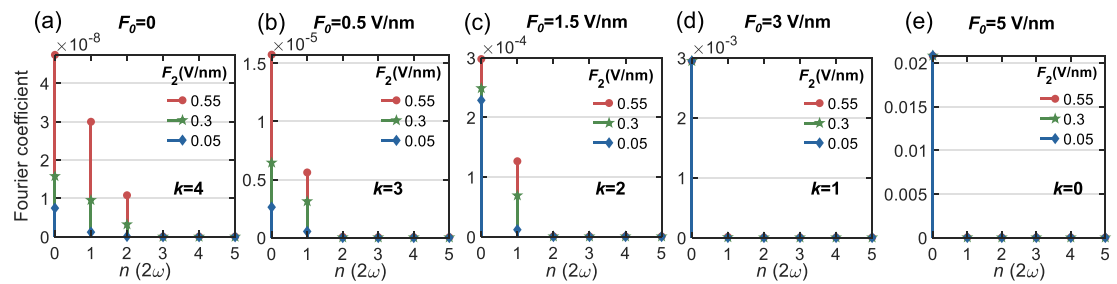 (a) F₀=0
×10⁻⁸
Fourier coefficient
4
3
2
1
0
F₂(V/nm)
0.55
0.3
0.05
k=4
0 1 2 3 4 5
n (2ω)
(b) F₀=0.5 V/nm
×10⁻⁵
1.5
1
0.5
0
F₂(V/nm)
0.55
0.3
0.05
k=3
0 1 2 3 4 5
n (2ω)
(c) F₀=1.5 V/nm
×10⁻⁴
3
2
1
0
F₂(V/nm)
0.55
0.3
0.05
k=2
0 1 2 3 4 5
n (2ω)
(d) F₀=3 V/nm
×10⁻³
3
2
1
0
F₂(V/nm)
0.55
0.3
0.05
k=1
0 1 2 3 4 5
n (2ω)
(e) F₀=5 V/nm
0.02
0.015
0.01
0.005
0
F₂(V/nm)
0.55
0.3
0.05
k=0
0 1 2 3 4 5
n (2ω)